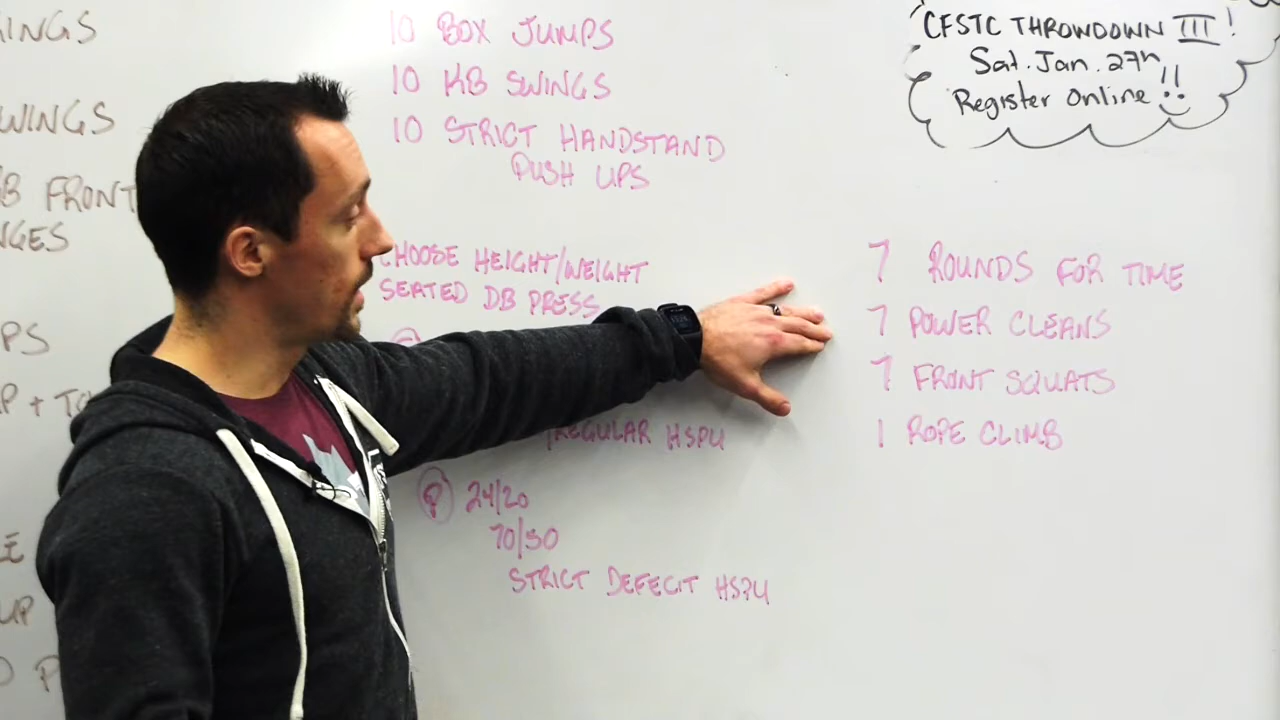 10 BOX JUMPS
10 KB SWINGS
10 STRICT HANDSTAND
PUSH UPS
HOOSE HEIGHT/WEIGHT
SEATED DB PRESS
REGULAR HSPU
P 24/20
70/50
STRICT DEFECIT HSPU
INGS
WINGS
B FRONT
NGES
PS
P + TO
E
UP
CFSTC THROWDOWN III!
Sat. Jan. 27th
Register Online!!
7 ROUNDS FOR TIME
7 POWER CLEANS
7 FRONT SQUATS
1 ROPE CLIMB